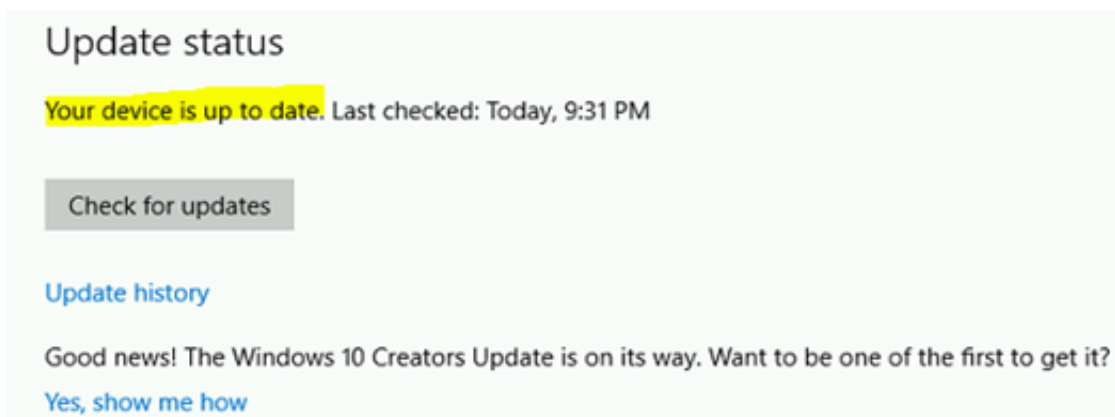 Update status
Your device is up to date. Last checked: Today, 9:31 PM
Check for updates
Update history
Good news! The Windows 10 Creators Update is on its way. Want to be one of the first to get it?
Yes, show me how